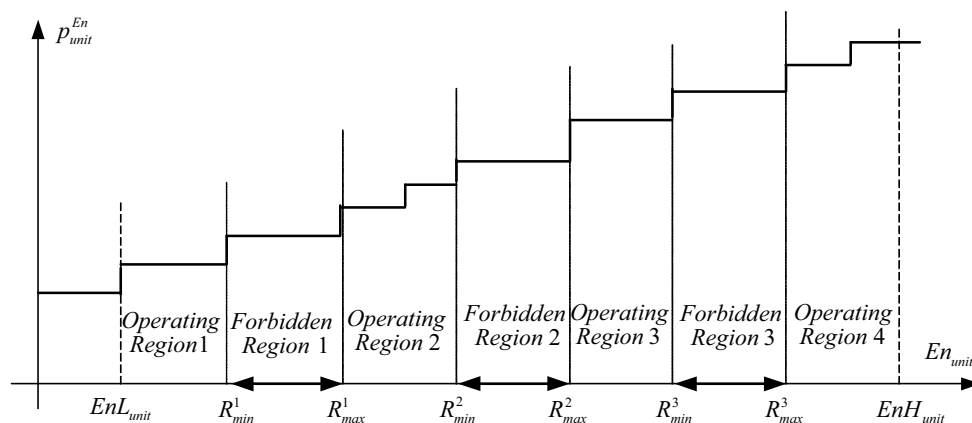 p_unit^En
Operating Region1
Forbidden Region 1
Operating Region 2
Forbidden Region 2
Operating Region 3
Forbidden Region 3
Operating Region 4
En_unit
EnL_unit
R_min^1
R_max^1
R_min^2
R_max^2
R_min^3
R_max^3
EnH_unit